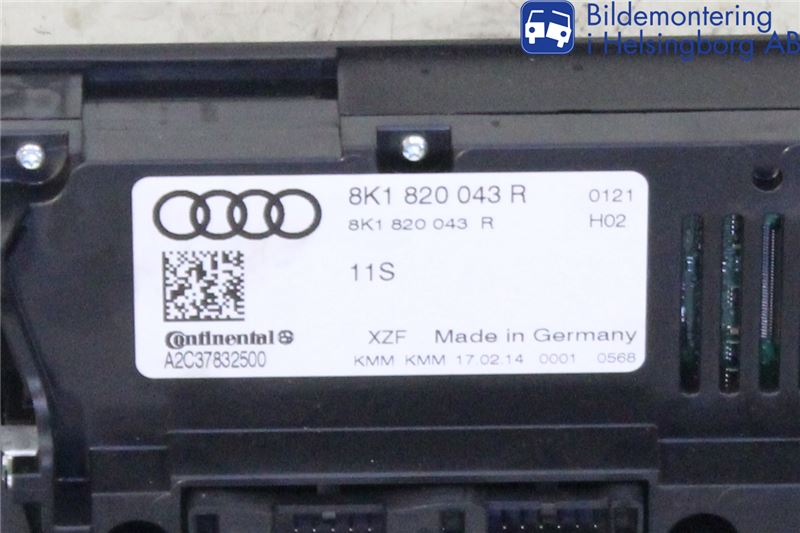 Bildemontering
i Helsingborg AB
8K1 820 043 R 0121
8K1 820 043 R H02
11S
Continental XZF Made in Germany
A2C37832500 KMM KMM 17.02.14 0001 0568